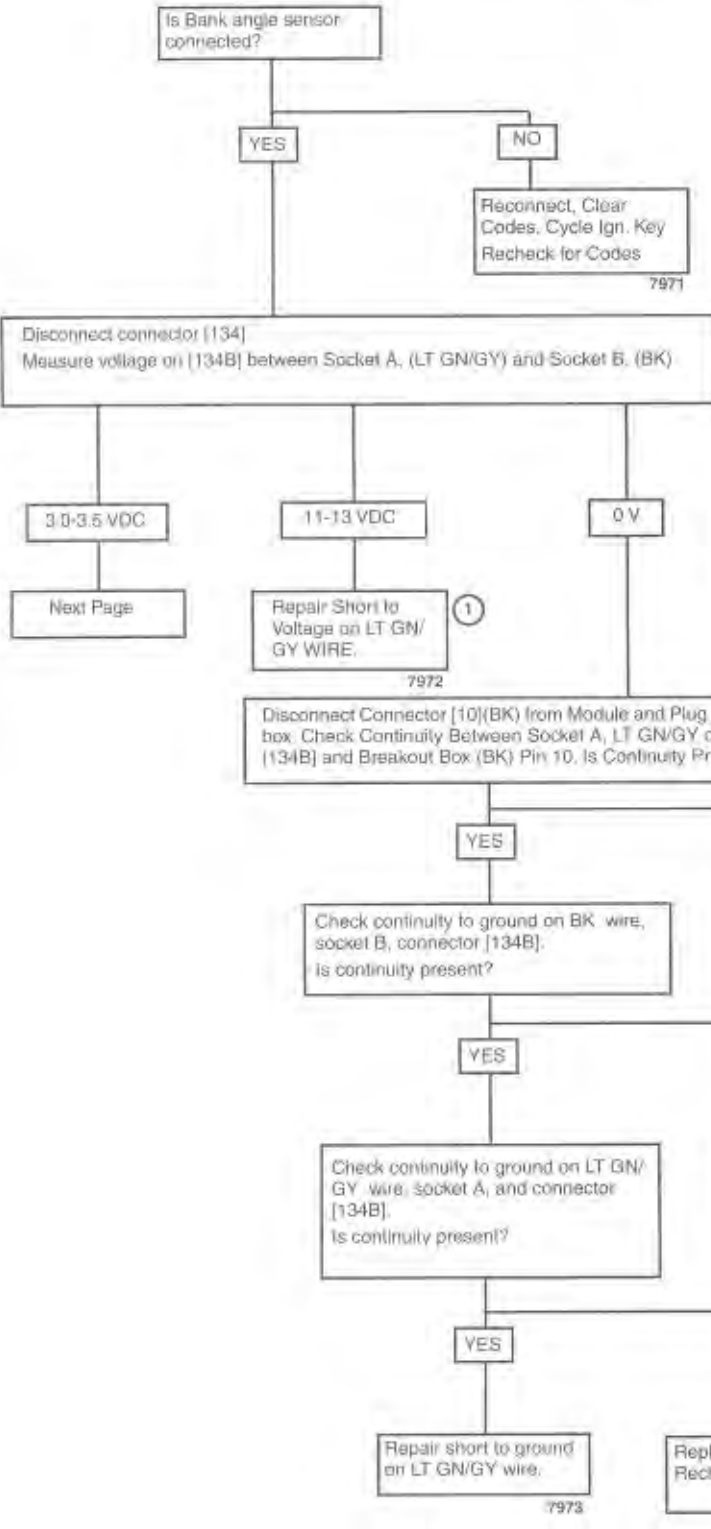 Is Bank angle sensor
connected?
YES
NO
Reconnect, Clear
Codes, Cycle Ign. Key
Recheck for Codes
7971
Disconnect connector [134]
Measure voltage on [134B] between Socket A, (LT GN/GY) and Socket B, (BK)
3.0-3.5 VDC
11-13 VDC
0 V
Next Page
Repair Short to
Voltage on LT GN/
GY WIRE.
1
7972
Disconnect Connector [10](BK) from Module and Plug
box. Check Continuity Between Socket A, LT GN/GY
[134B] and Breakout Box (BK) Pin 10. Is Continuity
YES
Check continuity to ground on BK wire,
socket B, connector [134B].
Is continuity present?
YES
Check continuity to ground on LT GN/
GY wire, socket A, and connector
[134B].
Is continuity present?
YES
Repair short to ground
on LT GN/GY wire.
7973